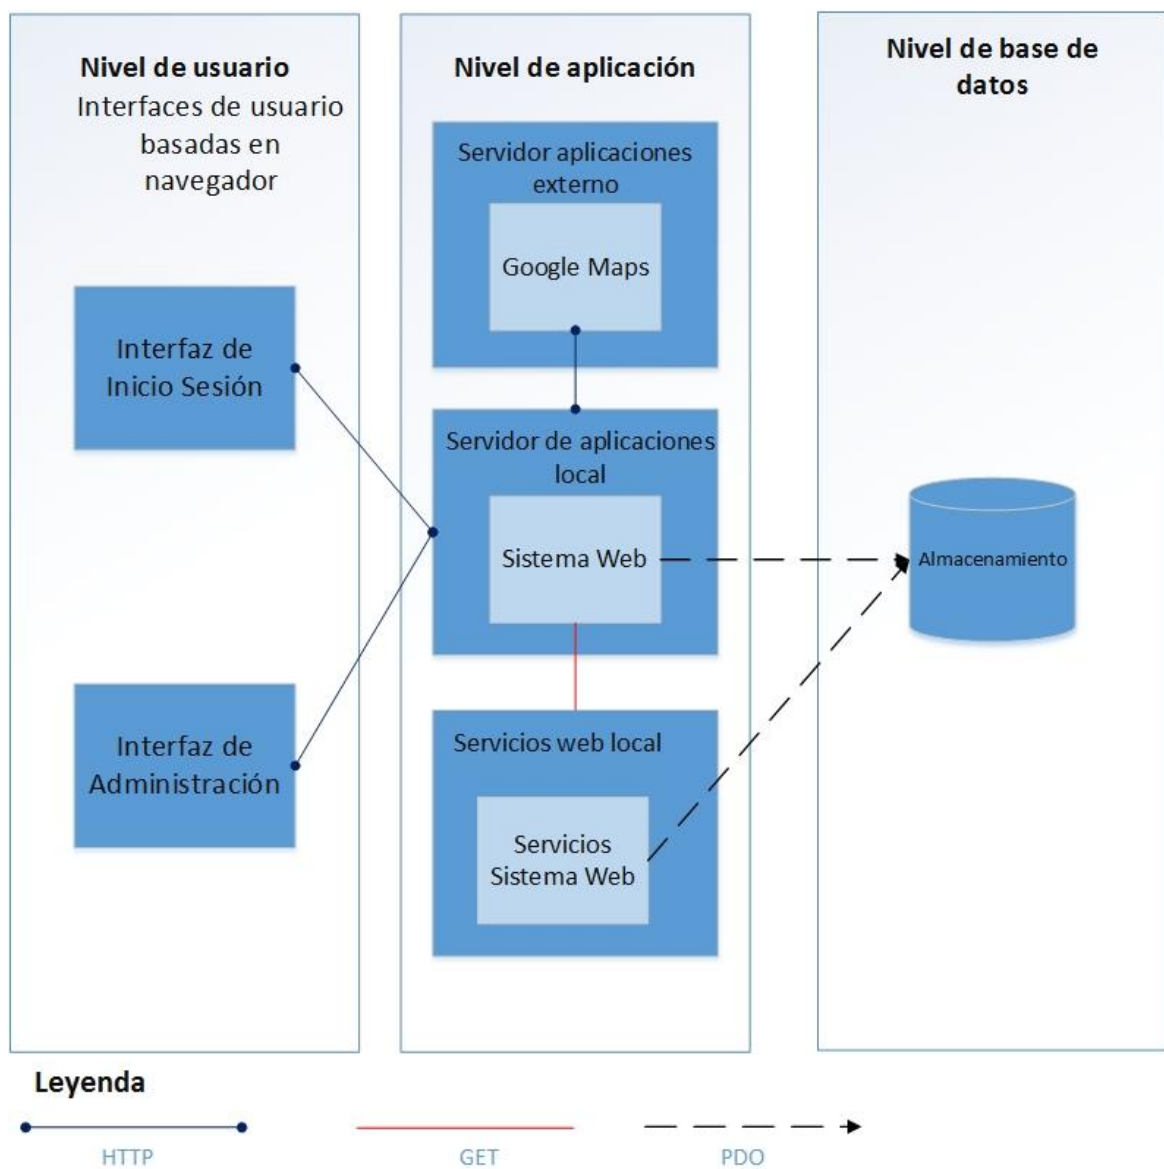 Nivel de usuario
Interfaces de usuario
basadas en
navegador
Interfaz de
Inicio Sesión
Interfaz de
Administración
Nivel de aplicación
Servidor aplicaciones
externo
Google Maps
Servidor de aplicaciones
local
Sistema Web
Servicios web local
Servicios
Sistema Web
Nivel de base de
datos
Almacenamiento
Leyenda
HTTP
GET
PDO